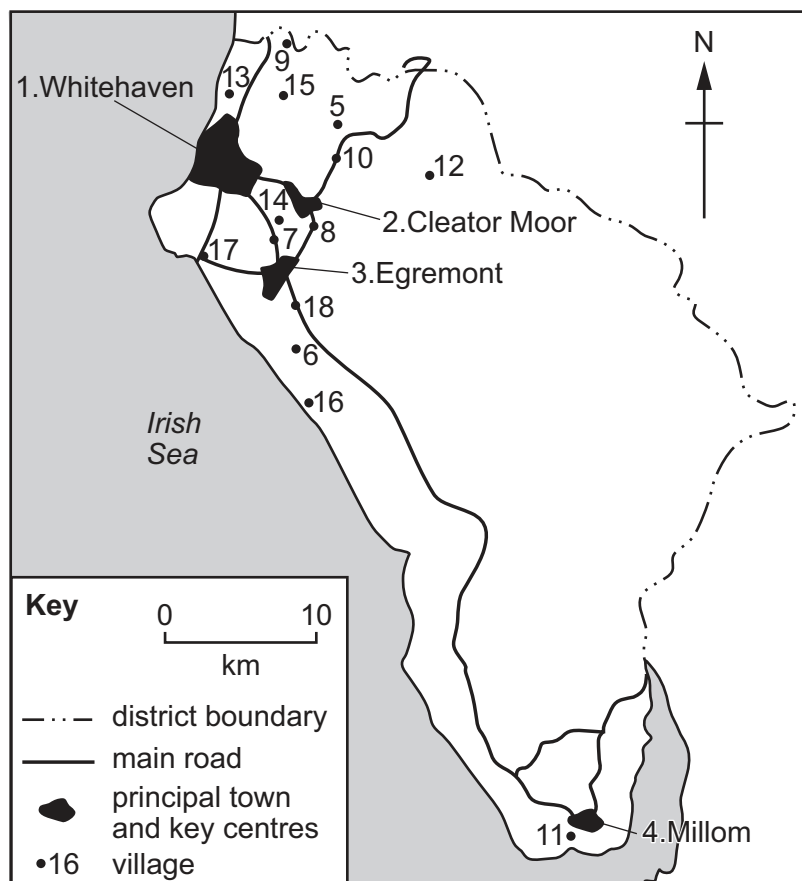 N
9
13
15
1.Whitehaven
5
10
12
14
2.Cleator Moor
8
7
17
3.Egremont
18
6
16
Irish
Sea
Key
0 10
km
district boundary
main road
principal town
and key centres
16 village
11
4.Millom